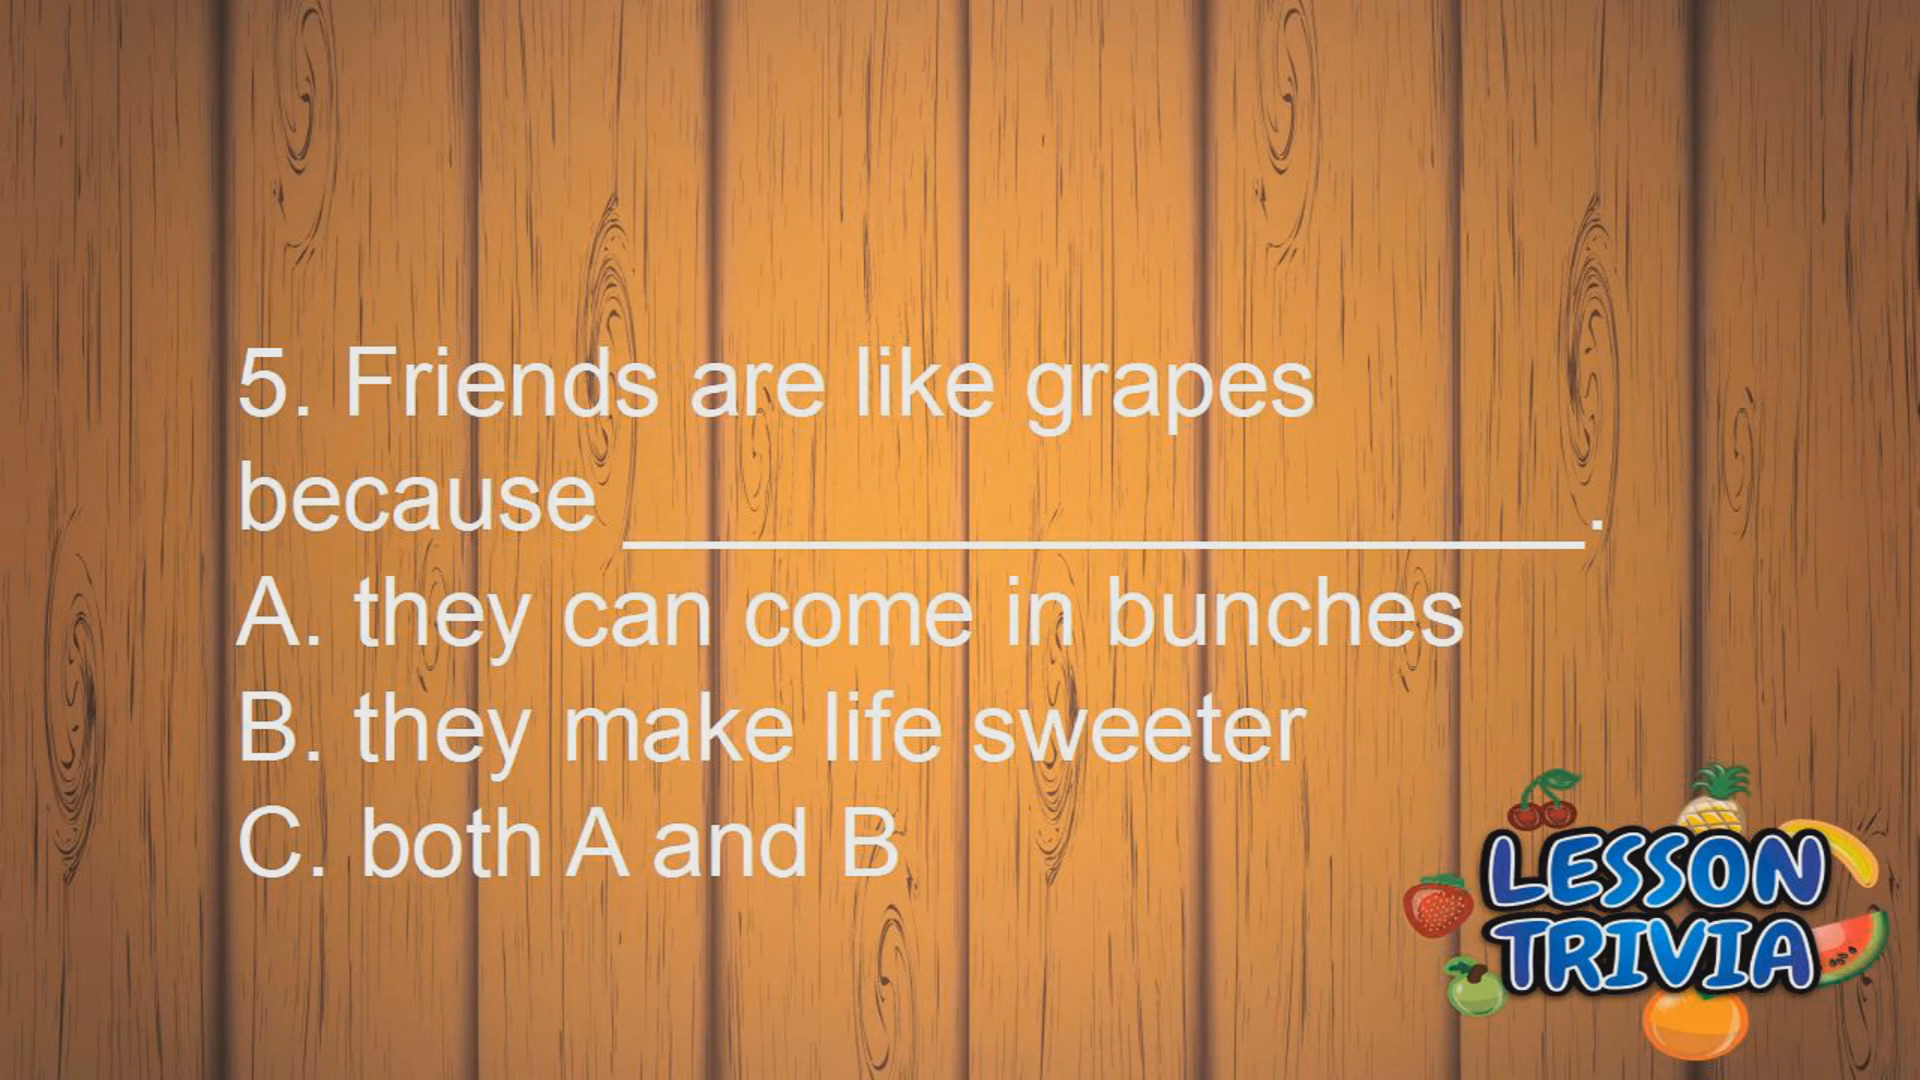 5. Friends are like grapes
because ____________________.
A. they can come in bunches
B. they make life sweeter
C. both A and B
LESSON
TRIVIA